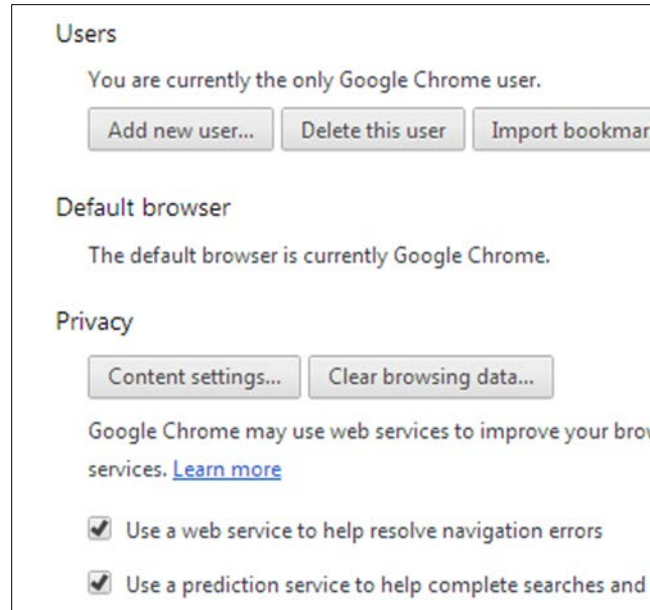 Users
You are currently the only Google Chrome user.
Add new user... Delete this user Import bookmar
Default browser
The default browser is currently Google Chrome.
Privacy
Content settings... Clear browsing data...
Google Chrome may use web services to improve your brow
services. Learn more
Use a web service to help resolve navigation errors
Use a prediction service to help complete searches and